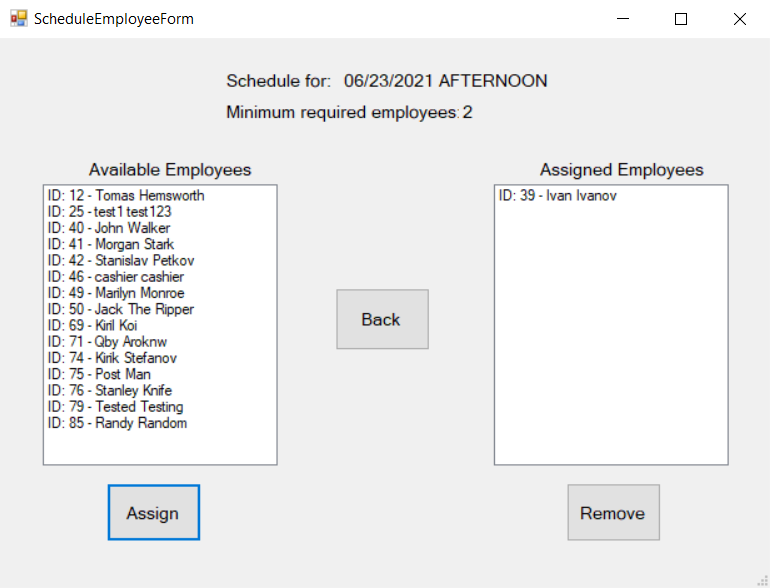 ScheduleEmployeeForm
Schedule for: 06/23/2021 AFTERNOON
Minimum required employees: 2
Available Employees
ID: 12 - Tomas Hemsworth
ID: 25 - test1 test123
ID: 40 - John Walker
ID: 41 - Morgan Stark
ID: 42 - Stanislav Petkov
ID: 46 - cashier cashier
ID: 49 - Marilyn Monroe
ID: 50 - Jack The Ripper
ID: 69 - Kiril Koi
ID: 71 - Qby Aroknw
ID: 74 - Kirik Stefanov
ID: 75 - Post Man
ID: 76 - Stanley Knife
ID: 79 - Tested Testing
ID: 85 - Randy Random
Assign
Back
Assigned Employees
ID: 39 - Ivan Ivanov
Remove